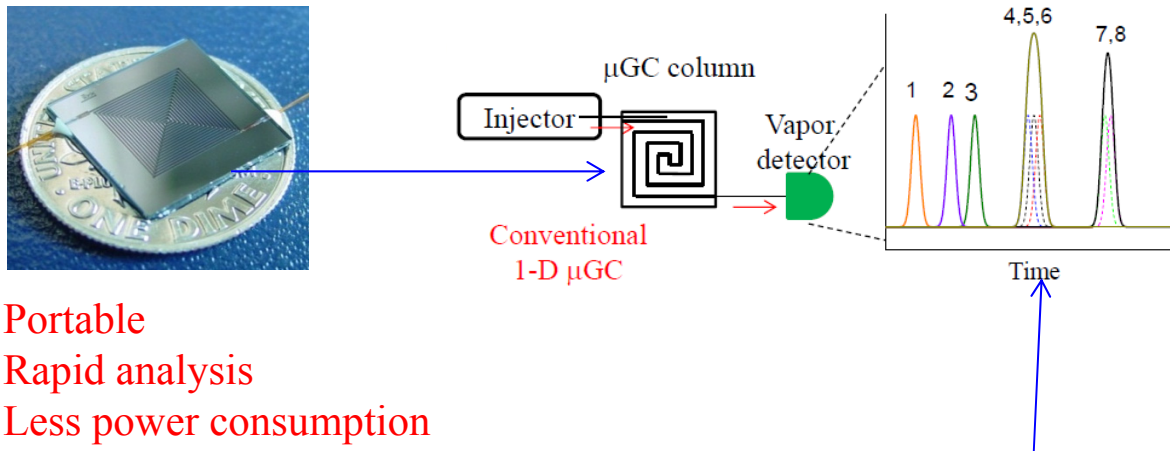 4,5,6
7,8
μGC column
1
2
3
Injector
Vapor
detector
ONE DIME
Conventional
1-D μGC
Time
Portable
Rapid analysis
Less power consumption